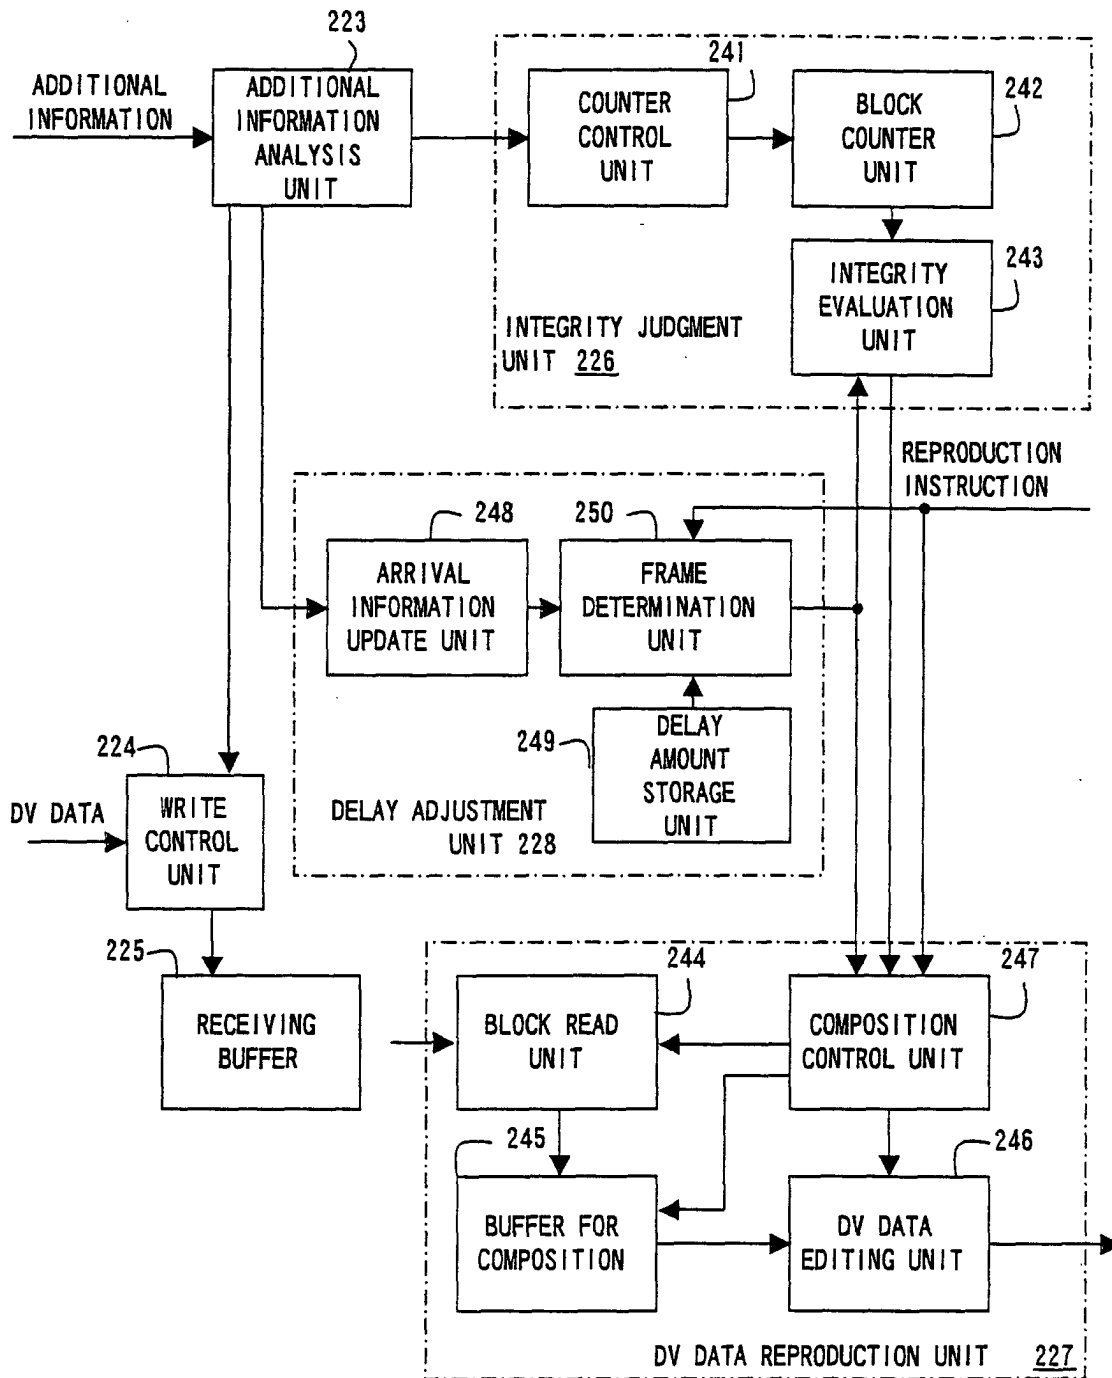 223
ADDITIONAL
INFORMATION
ADDITIONAL
INFORMATION
ANALYSIS
UNIT
241
COUNTER
CONTROL
UNIT
242
BLOCK
COUNTER
UNIT
243
INTEGRITY
EVALUATION
UNIT
INTEGRITY JUDGMENT
UNIT 226
REPRODUCTION
INSTRUCTION
248
ARRIVAL
INFORMATION
UPDATE UNIT
250
FRAME
DETERMINATION
UNIT
249
DELAY
AMOUNT
STORAGE
UNIT
DELAY ADJUSTMENT
UNIT 228
224
DV DATA
WRITE
CONTROL
UNIT
225
RECEIVING
BUFFER
244
BLOCK READ
UNIT
247
COMPOSITION
CONTROL UNIT
245
BUFFER FOR
COMPOSITION
246
DV DATA
EDITING UNIT
DV DATA REPRODUCTION UNIT 227